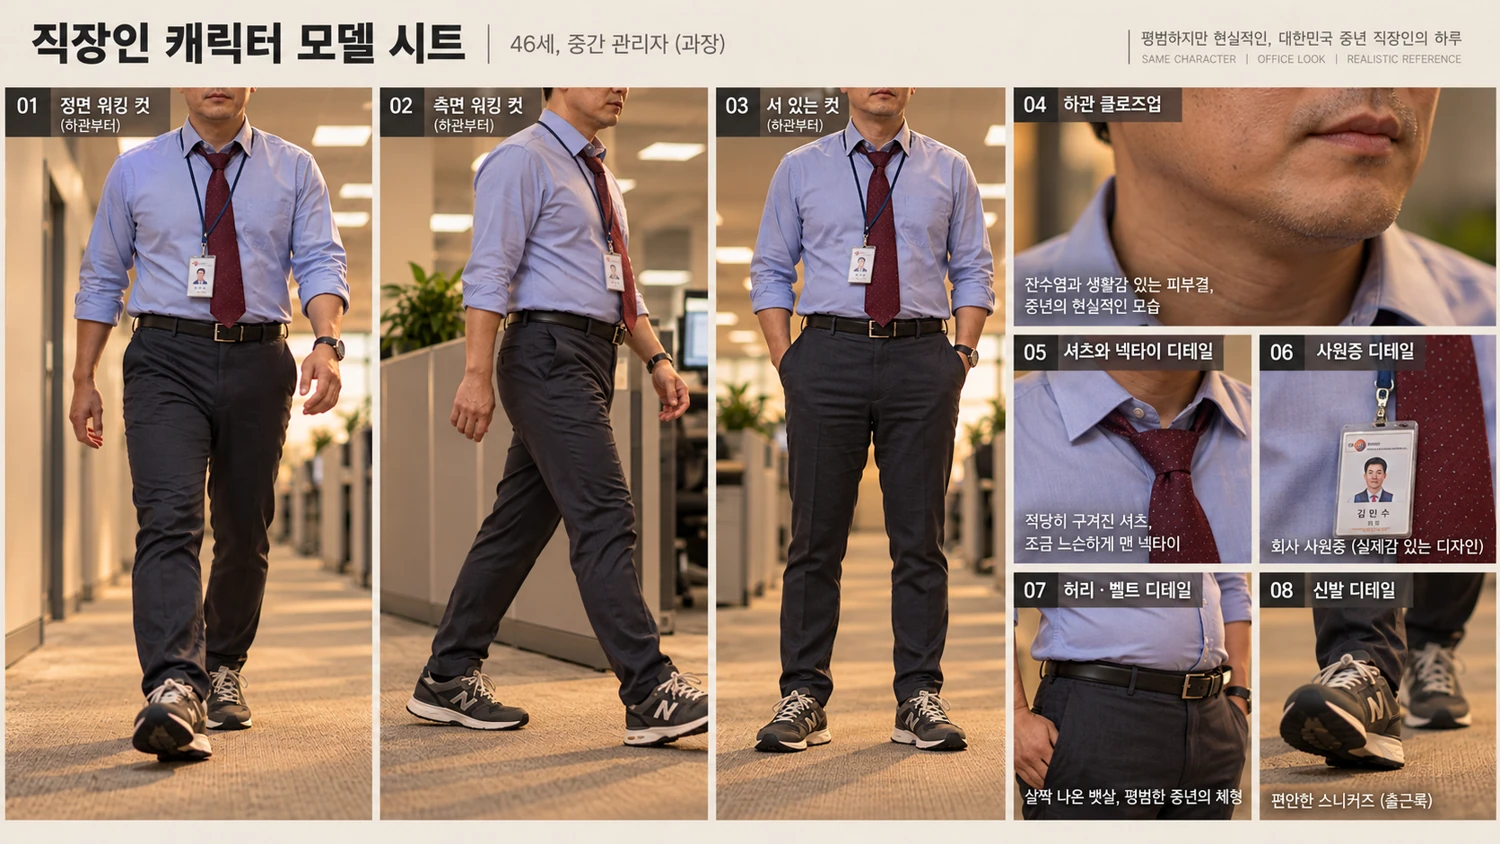 직장인 캐릭터 모델 시트
46세, 중간 관리자 (과장)
평범하지만 현실적인, 대한민국 중년 직장인의 하루
SAME CHARACTER | OFFICE LOOK | REALISTIC REFERENCE
01 정면 워킹 컷
(하관부터)
02 측면 워킹 컷
(하관부터)
03 서 있는 컷
(하관부터)
04 하관 클로즈업
잔수염과 생활감 있는 피부결,
중년의 현실적인 모습
05 셔츠와 넥타이 디테일
적당히 구겨진 셔츠,
조금 느슨하게 맨 넥타이
06 사원증 디테일
김민수
회사 사원중 (실제감 있는 디자인)
07 허리 · 벨트 디테일
살짝 나온 뱃살, 평범한 중년의 체형
08 신발 디테일
N
편안한 스니커즈 (출근룩)